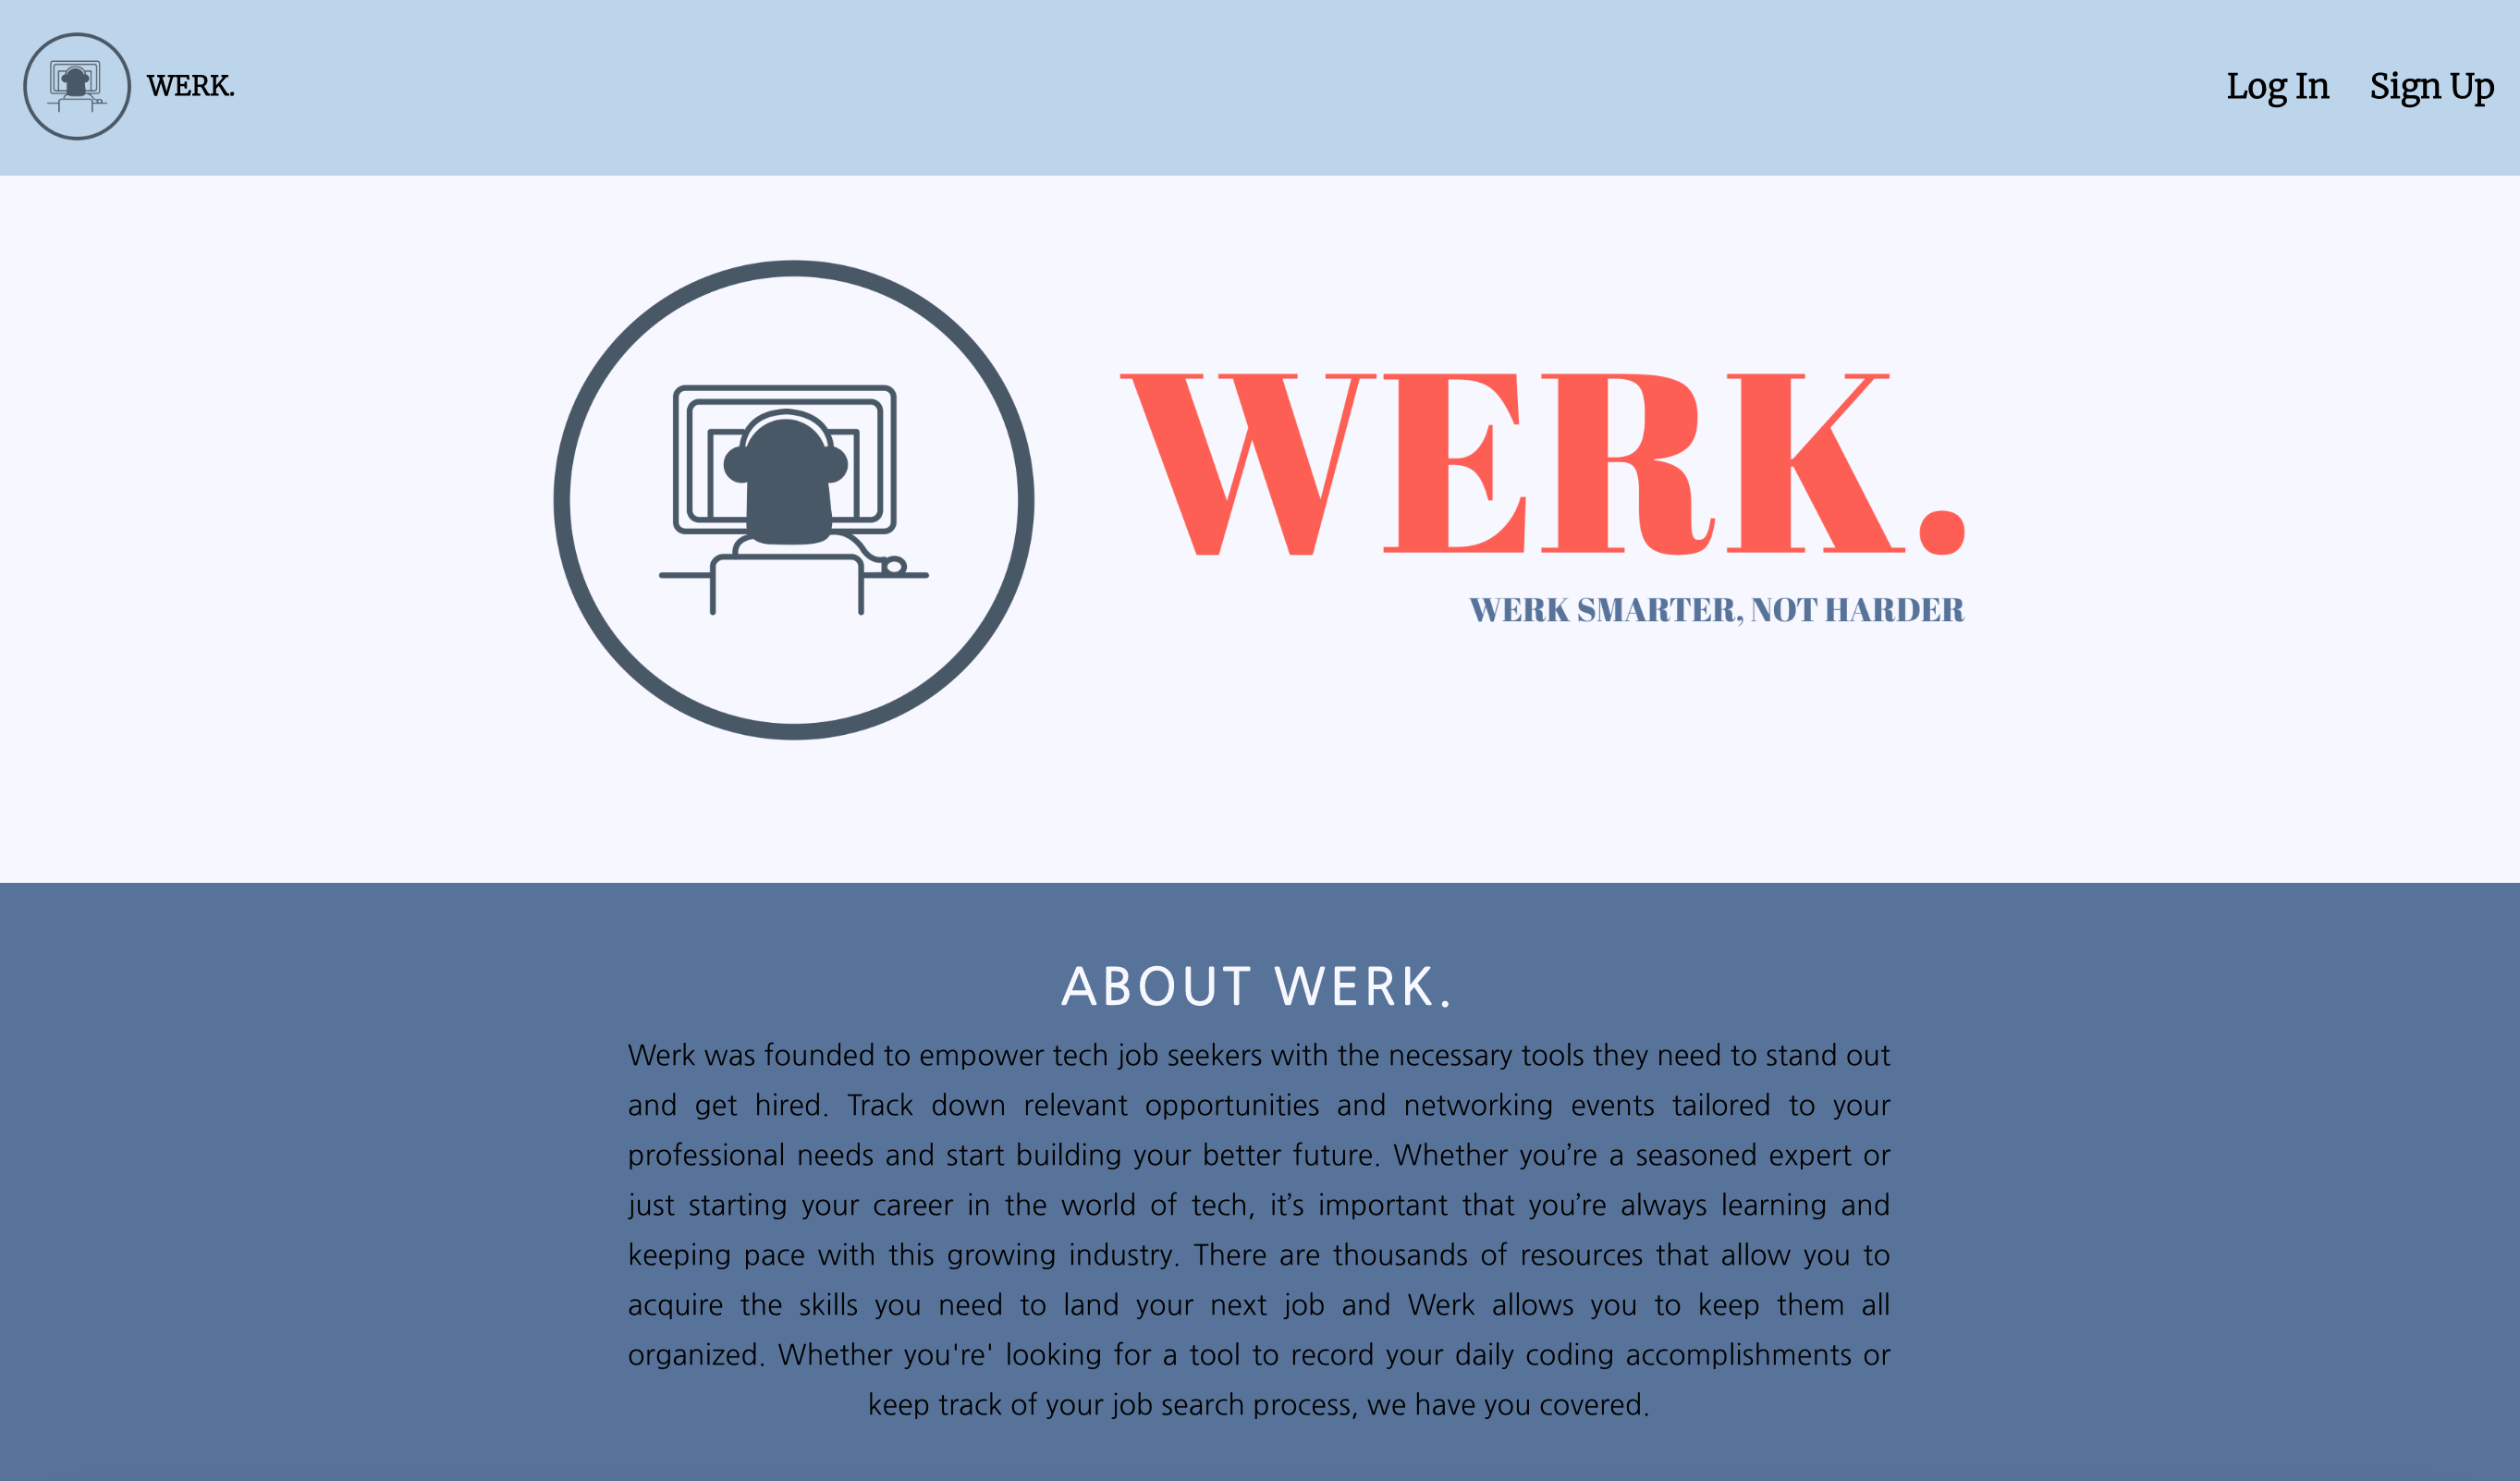 WERK.
Log In
Sign Up
WERK.
WERK SMARTER, NOT HARDER
ABOUT WERK.
Werk was founded to empower tech job seekers with the necessary tools they need to stand out
and get hired. Track down relevant opportunities and networking events tailored to your
professional needs and start building your better future. Whether you’re a seasoned expert or
just starting your career in the world of tech, it’s important that you’re always learning and
keeping pace with this growing industry. There are thousands of resources that allow you to
acquire the skills you need to land your next job and Werk allows you to keep them all
organized. Whether you're' looking for a tool to record your daily coding accomplishments or
keep track of your job search process, we have you covered.